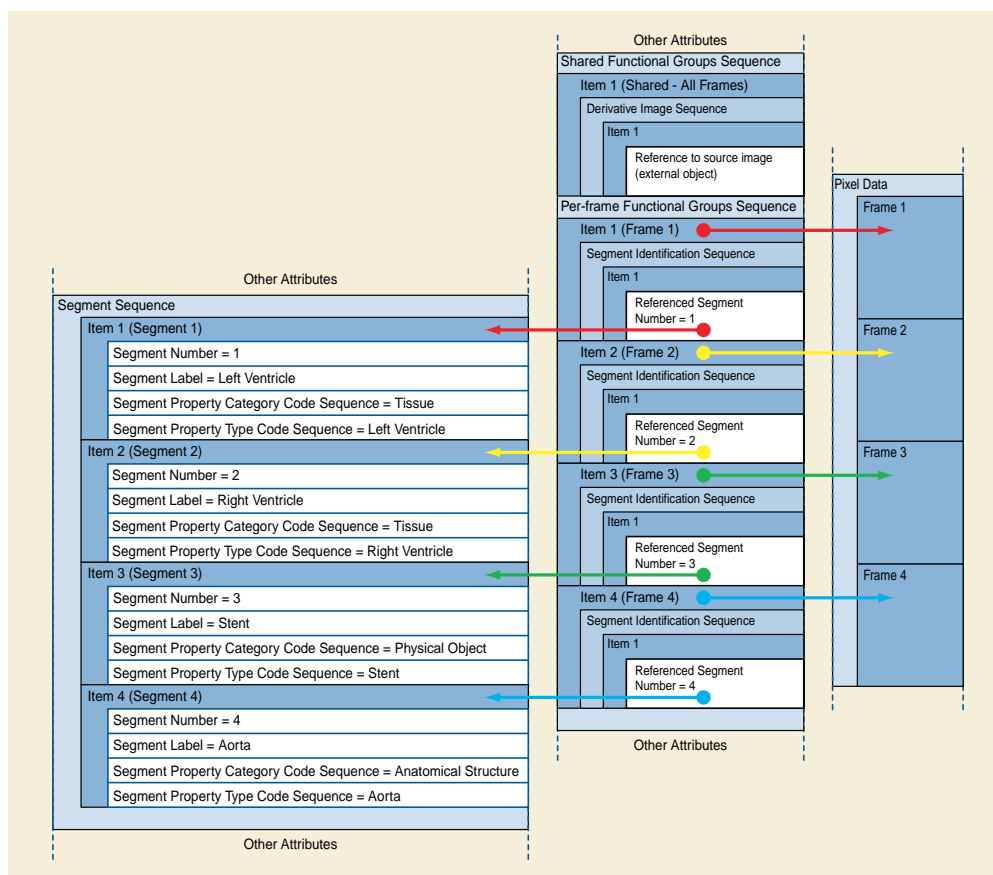 Other Attributes
Segment Sequence
Item 1 (Segment 1)
Segment Number = 1
Segment Label = Left Ventricle
Segment Property Category Code Sequence = Tissue
Segment Property Type Code Sequence = Left Ventricle
Item 2 (Segment 2)
Segment Number = 2
Segment Label = Right Ventricle
Segment Property Category Code Sequence = Tissue
Segment Property Type Code Sequence = Right Ventricle
Item 3 (Segment 3)
Segment Number = 3
Segment Label = Stent
Segment Property Category Code Sequence = Physical Object
Segment Property Type Code Sequence = Stent
Item 4 (Segment 4)
Segment Number = 4
Segment Label = Aorta
Segment Property Category Code Sequence = Anatomical Structure
Segment Property Type Code Sequence = Aorta
Other Attributes
Other Attributes
Shared Functional Groups Sequence
Item 1 (Shared - All Frames)
Derivative Image Sequence
Item 1
Reference to source image
(external object)
Per-frame Functional Groups Sequence
Item 1 (Frame 1)
Segment Identification Sequence
Item 1
Referenced Segment
Number = 1
Item 2 (Frame 2)
Segment Identification Sequence
Item 1
Referenced Segment
Number = 2
Item 3 (Frame 3)
Segment Identification Sequence
Item 1
Referenced Segment
Number = 3
Item 4 (Frame 4)
Segment Identification Sequence
Item 1
Referenced Segment
Number = 4
Other Attributes
Pixel Data
Frame 1
Frame 2
Frame 3
Frame 4